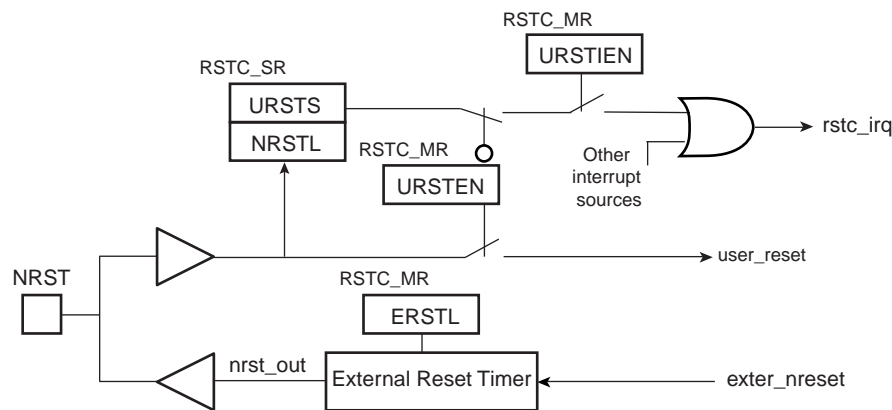 RSTC_MR
URSTIEN
RSTC_SR
URSTS
NRSTL
rstc_irq
RSTC_MR
Other
interrupt
sources
URSTEN
user_reset
NRST
RSTC_MR
ERSTL
nrst_out
External Reset Timer
exter_nreset